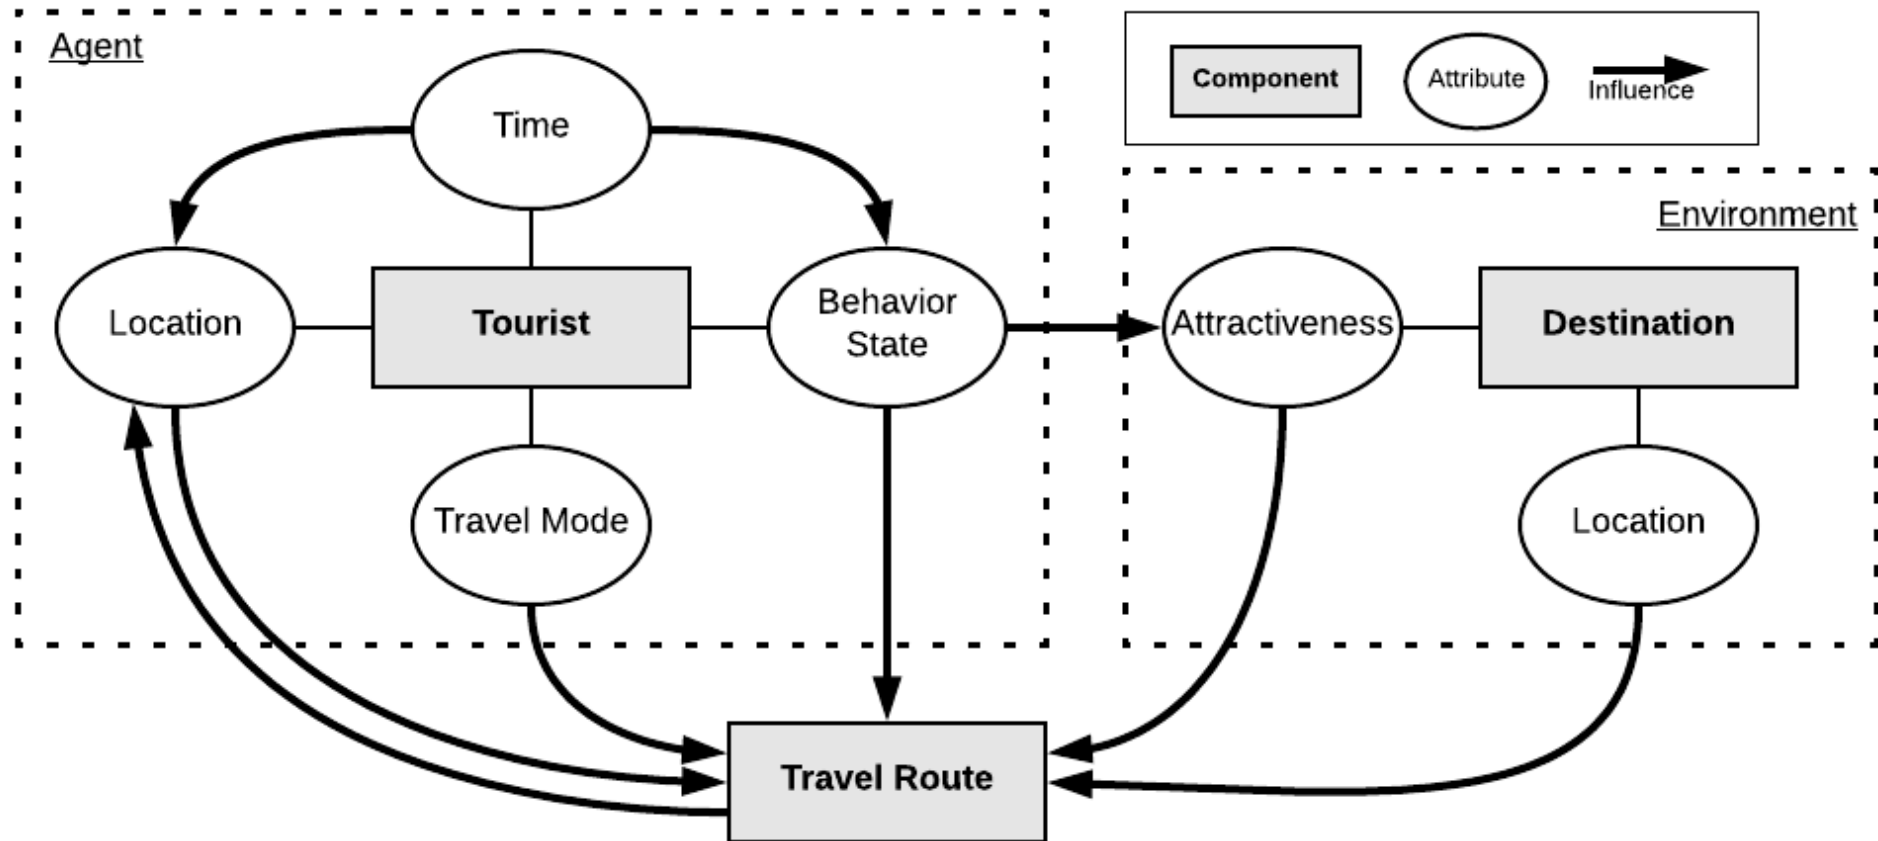 Agent
Component
Attribute
Influence
Time
Environment
Location
Tourist
Behavior
State
Attractiveness
Destination
Travel Mode
Location
Travel Route